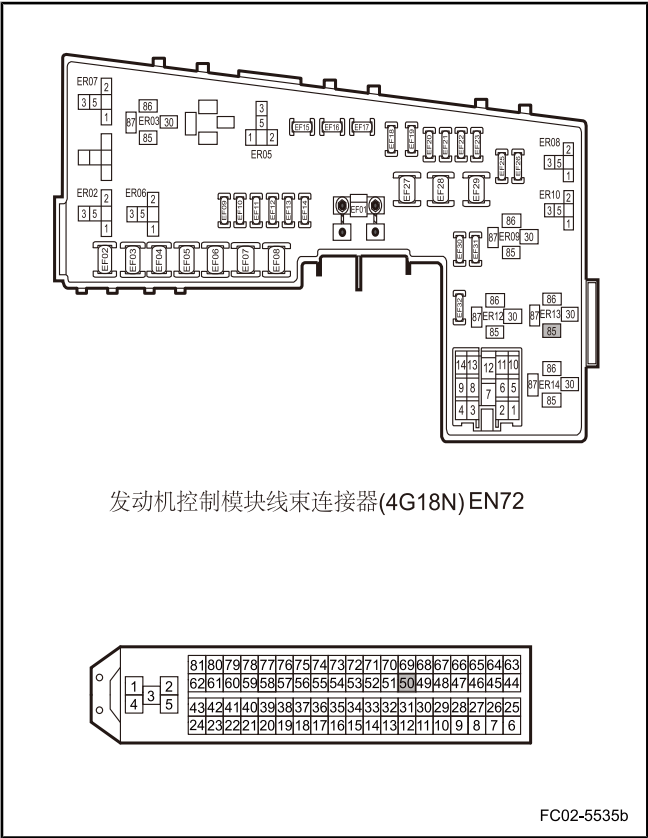 ER07
2
3 5
1
86
87 ER03 30
85
3
5
1 2
ER05
EF15 EF16 EF17
EF18 EF19 EF20 EF21 EF22 EF23
EF25 EF26
ER08
2
3 5
1
ER02
2
3 5
1
ER06
2
3 5
1
EF09 EF10 EF11 EF12 EF13 EF14
EF01
EF27 EF28 EF29
ER10
2
3 5
1
86
87 ER09 30
85
EF02 EF03 EF04 EF05 EF06 EF07 EF08
EF30 EF31
EF32
86
87 ER12 30
85
86
87 ER13 30
85
86
87 ER14 30
85
14 13 12 11 10
9 8 7 6 5
4 3 2 1
发动机控制模块线束连接器(4G18N) EN72
1 2
3
4 5
81 80 79 78 77 76 75 74 73 72 71 70 69 68 67 66 65 64 63
62 61 60 59 58 57 56 55 54 53 52 51 50 49 48 47 46 45 44
43 42 41 40 39 38 37 36 35 34 33 32 31 30 29 28 27 26 25
24 23 22 21 20 19 18 17 16 15 14 13 12 11 10 9 8 7 6
FC02-5535b